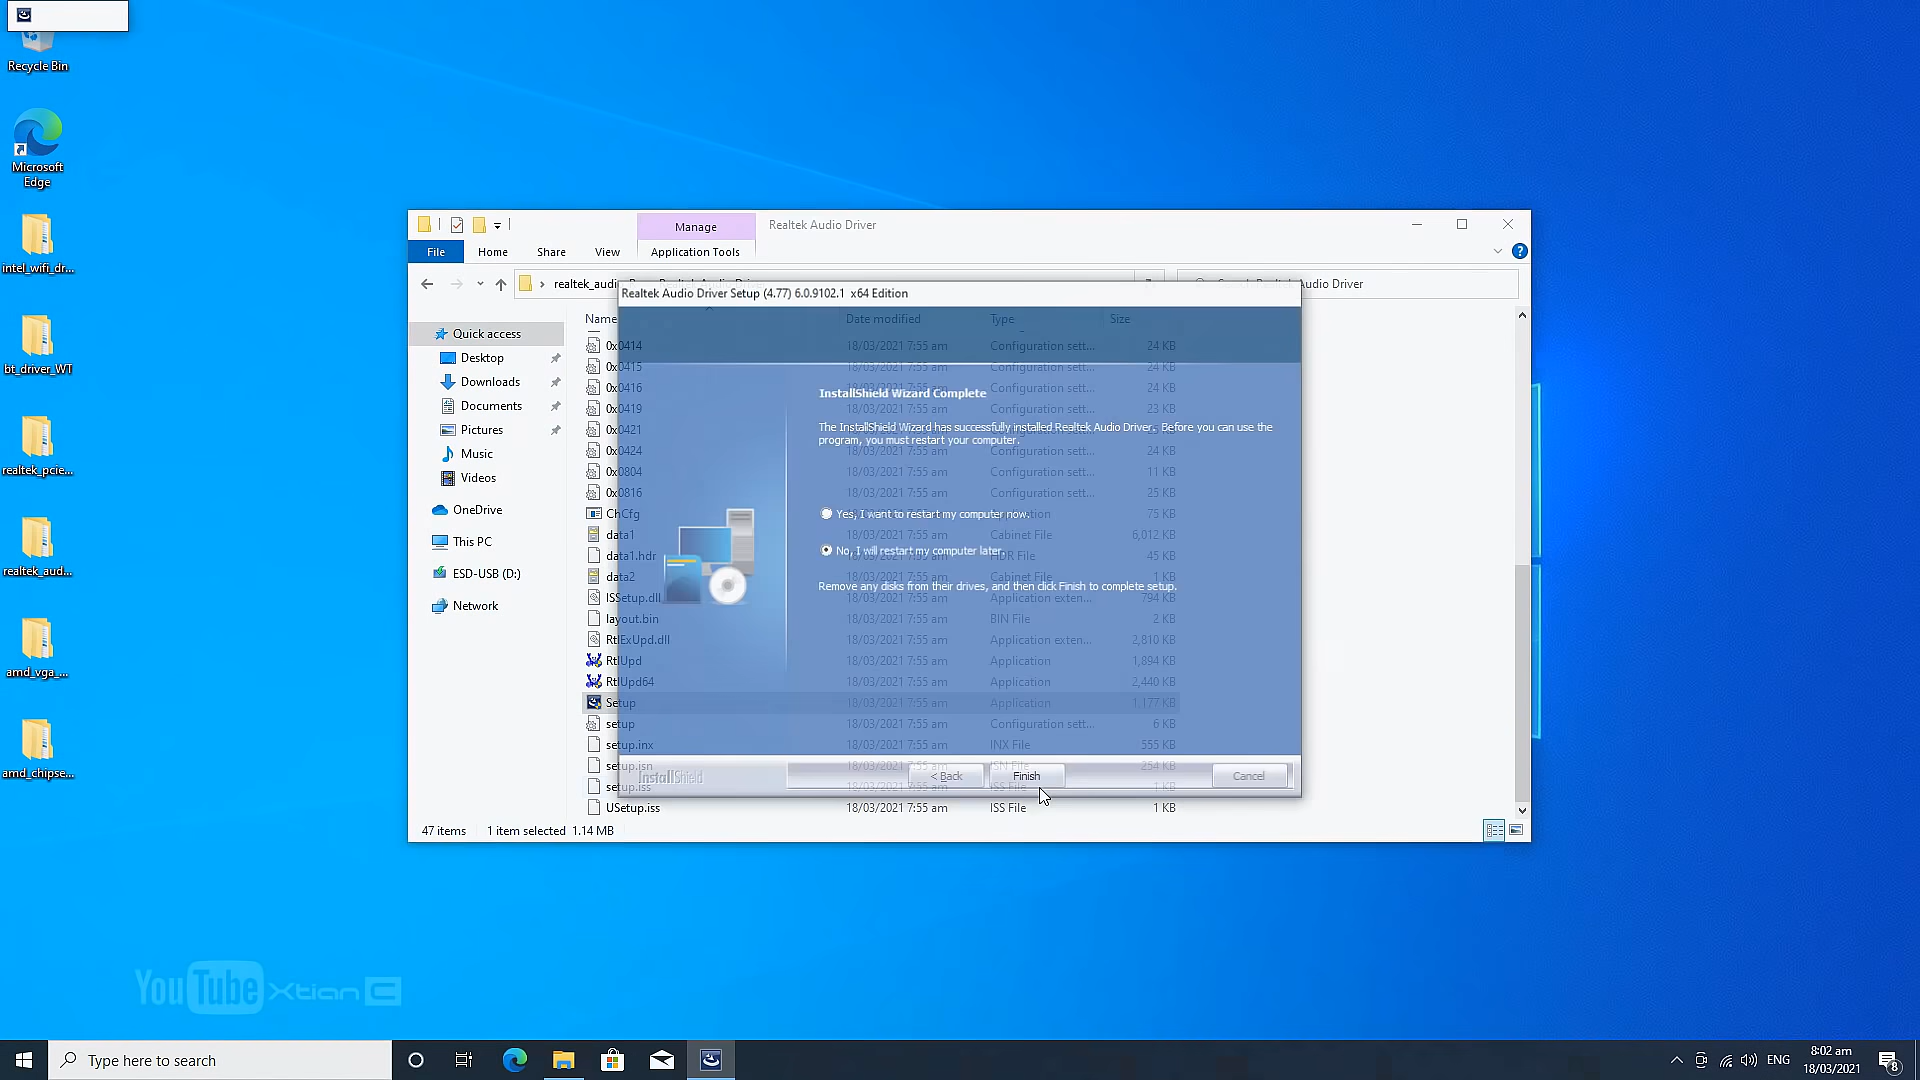 Recycle Bin
Microsoft
Edge
intel_wifi_dr...
bt_driver_WT
realtek_pcie...
realtek_aud...
amd_vga_...
amd_chipse...
Manage
Realtek Audio Driver
File
Home
Share
View
Application Tools
realtek_audio
Audio Driver
Realtek Audio Driver Setup (4.77) 6.0.9102.1 x64 Edition
Name
Date modified
Type
Size
Quick access
Desktop
Downloads
Documents
Pictures
Music
Videos
OneDrive
This PC
ESD-USB (D:)
Network
0x0414 18/03/2021 7:55 am Configuration sett... 24 KB
0x0415 18/03/2021 7:55 am Configuration sett... 24 KB
0x0416 18/03/2021 7:55 am Configuration sett... 24 KB
0x0419 18/03/2021 7:55 am Configuration sett... 23 KB
0x0421
0x0424 18/03/2021 7:55 am Configuration sett... 24 KB
0x0804 18/03/2021 7:55 am Configuration sett... 11 KB
0x0816 18/03/2021 7:55 am Configuration sett... 25 KB
ChCfg 75 KB
data1 18/03/2021 7:55 am Cabinet File 6,012 KB
data1.hdr 18/03/2021 7:55 am HDR File 45 KB
data2 18/03/2021 7:55 am Cabinet File 1 KB
ISSetup.dll 18/03/2021 7:55 am Application exten... 794 KB
layout.bin 18/03/2021 7:55 am BIN File 2 KB
RtlExUpd.dll 18/03/2021 7:55 am Application exten... 2,810 KB
RtlUpd 18/03/2021 7:55 am Application 1,894 KB
RtlUpd64 18/03/2021 7:55 am Application 2,440 KB
Setup 18/03/2021 7:55 am Application 1,177 KB
setup 18/03/2021 7:55 am Configuration sett... 6 KB
setup.inx 18/03/2021 7:55 am INX File 555 KB
setup.isn 18/03/2021 7:55 am ISN File 254 KB
setup.iss 18/03/2021 7:55 am ISS File 1 KB
USetup.iss 18/03/2021 7:55 am ISS File 1 KB
InstallShield Wizard Complete
The InstallShield Wizard has successfully installed Realtek Audio Driver. Before you can use the
program, you must restart your computer.
Yes, I want to restart my computer now.
No, I will restart my computer later.
Remove any disks from their drives, and then click Finish to complete setup.
InstallShield
< Back
Finish
Cancel
47 items
1 item selected 1.14 MB
YouTube Xtian C
Type here to search
ENG
8:02 am
18/03/2021
8